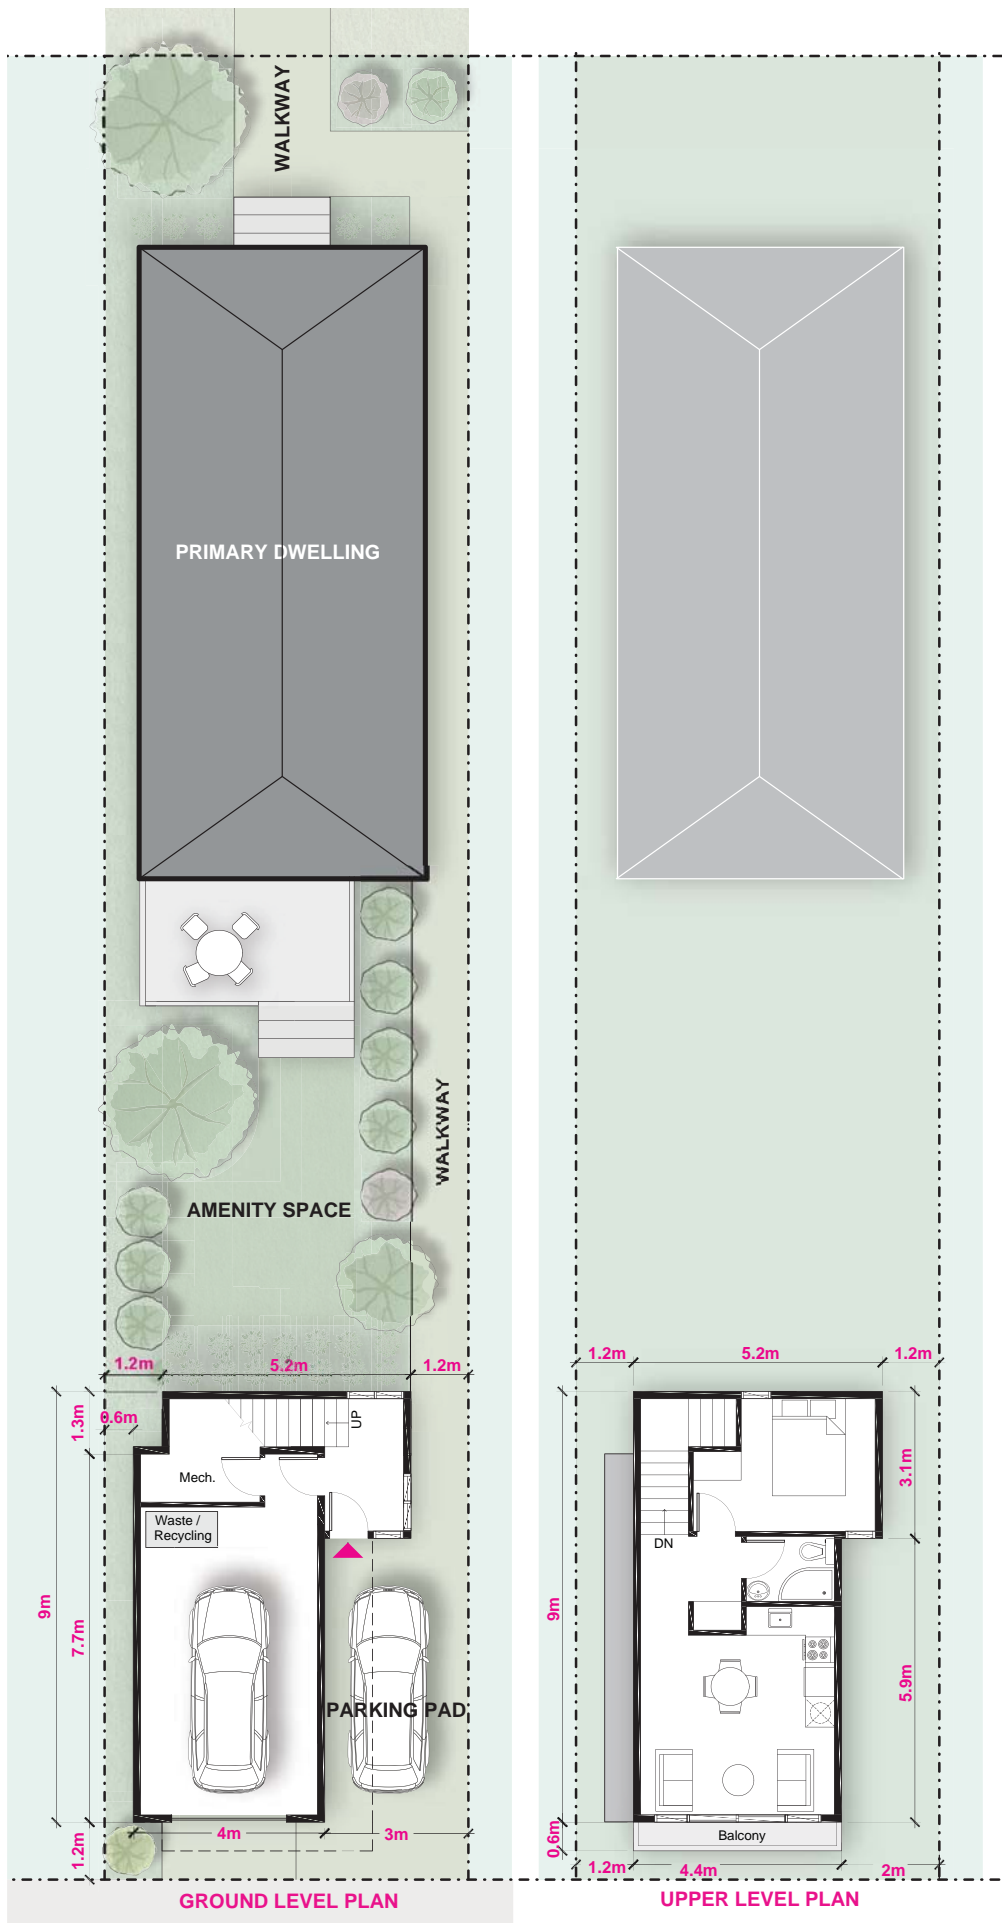 WALKWAY
PRIMARY DWELLING
WALKWAY
AMENITY SPACE
1.2m
5.2m
1.2m
1.3m
0.6m
UP
Mech.
Waste /
Recycling
9m
7.7m
PARKING PAD
4m
3m
1.2m
GROUND LEVEL PLAN
1.2m
5.2m
1.2m
3.1m
DN
9m
5.9m
Balcony
0.6m
1.2m
4.4m
2m
UPPER LEVEL PLAN